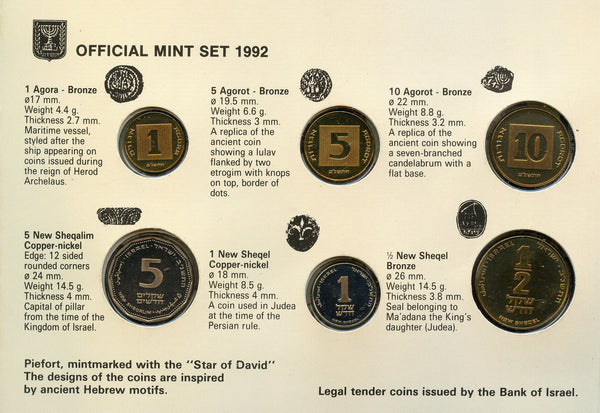 OFFICIAL MINT SET 1992
1 Agora - Bronze
ø17 mm.
Weight 4.4 g.
Thickness 2.7 mm.
Maritime vessel,
styled after the
ship appearing on
coins issued during
the reign of Herod
Archelaus.
1
5 Agorot - Bronze
ø 19.5 mm.
Weight 6.6 g.
Thickness 3 mm.
A replica of the
ancient coin
showing a lulav
flanked by two
etrogim with knops
on top, border of
dots.
5
10 Agorot - Bronze
ø 22 mm.
Weight 8.8 g.
Thickness 3.2 mm.
A replica of the
ancient coin showing
a seven-branched
candelabrum with a
flat base.
10
5 New Sheqalim
Copper-nickel
Edge: 12 sided
rounded corners
ø 24 mm.
Weight 14.5 g.
Thickness 4 mm.
Capital of pillar
from the time of the
Kingdom of Israel.
5
שקלים
חדשים
1 New Sheqel
Copper-nickel
ø 18 mm.
Weight 8.5 g.
Thickness 4 mm.
A coin used in Judea
at the time of the
Persian rule.
1
שקל
חדש
½ New Sheqel
Bronze
ø 26 mm.
Weight 14.5 g.
Thickness 3.8 mm.
Seal belonging to
Ma'adana the King's
daughter (Judea).
ISRAEL
1/2
שקל
חדש
NEW SHEQEL
Piefort, mintmarked with the "Star of David"
The designs of the coins are inspired
by ancient Hebrew motifs.
Legal tender coins issued by the Bank of Israel.